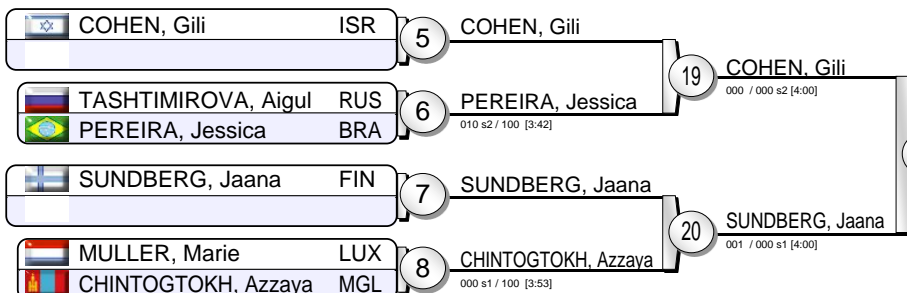 COHEN, Gili ISR
5
COHEN, Gili
TASHTIMIROVA, Aigul RUS
PEREIRA, Jessica BRA
6
PEREIRA, Jessica
010 s2 / 100 [3:42]
19
COHEN, Gili
000 / 000 s2 [4:00]
SUNDBERG, Jaana FIN
7
SUNDBERG, Jaana
MULLER, Marie LUX
CHINTOGTOKH, Azzaya MGL
8
CHINTOGTOKH, Azzaya
000 s1 / 100 [3:53]
20
SUNDBERG, Jaana
001 / 000 s1 [4:00]